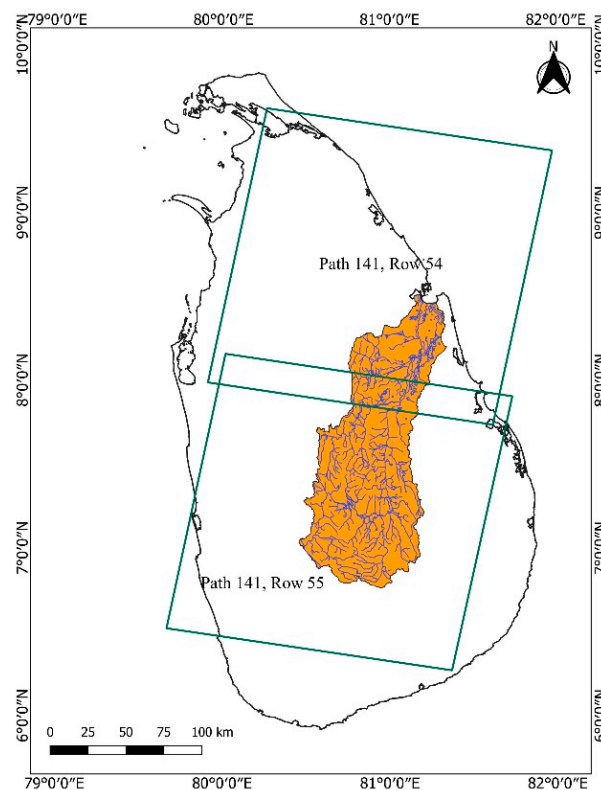 79°0′0″E
80°0′0″E
81°0′0″E
82°0′0″E
10°0′0″N
10°0′0″N
N
9°0′0″N
9°0′0″N
Path 141, Row 54
8°0′0″N
8°0′0″N
7°0′0″N
7°0′0″N
Path 141, Row 55
6°0′0″N
6°0′0″N
0 25 50 75 100 km
79°0′0″E
80°0′0″E
81°0′0″E
82°0′0″E